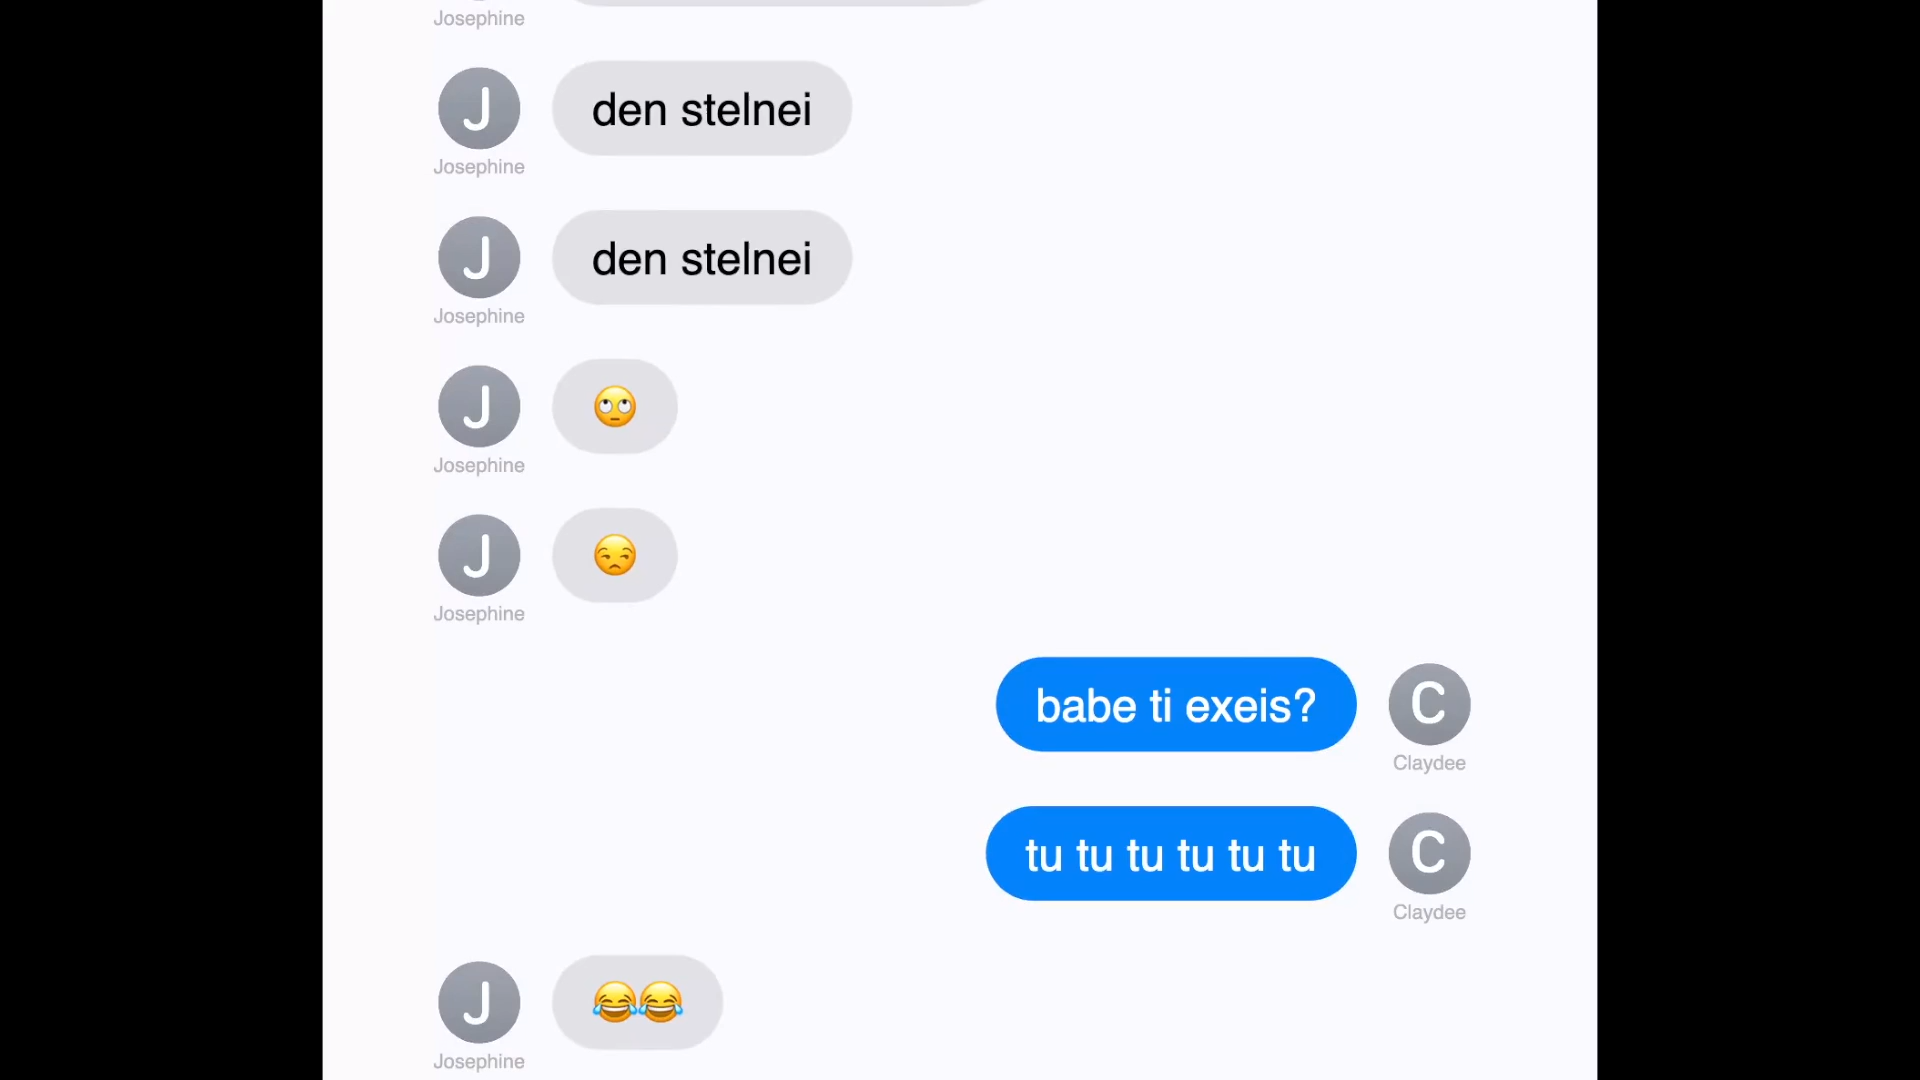 Josephine
J
den stelnei
Josephine
J
den stelnei
Josephine
J
🙄
Josephine
J
😒
Josephine
babe ti exeis?
C
Claydee
tu tu tu tu tu tu
C
Claydee
J
😂😂
Josephine